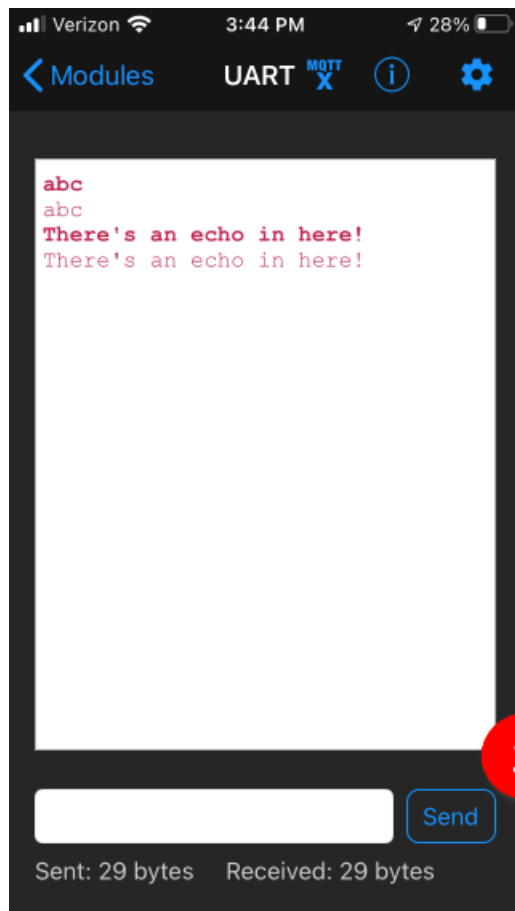 Verizon 3:44 PM 28%
Modules UART MQTT X i
abc
abc
There's an echo in here!
There's an echo in here!
Send
Sent: 29 bytes Received: 29 bytes